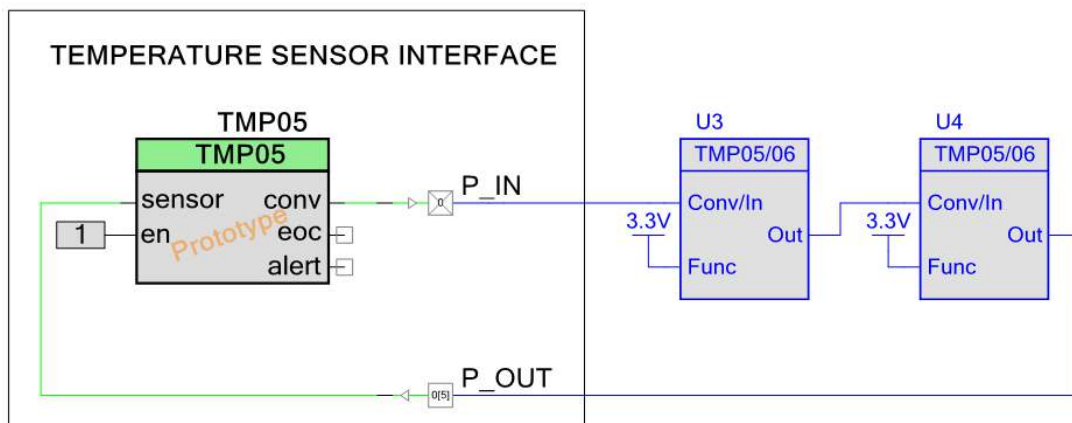 TEMPERATURE SENSOR INTERFACE
TMP05
TMP05
sensor conv
1 en eoc
alert
Prototype
P_IN
0
U3
TMP05/06
Conv/In
3.3V
Out
Func
U4
TMP05/06
Conv/In
3.3V
Out
Func
P_OUT
0[5]